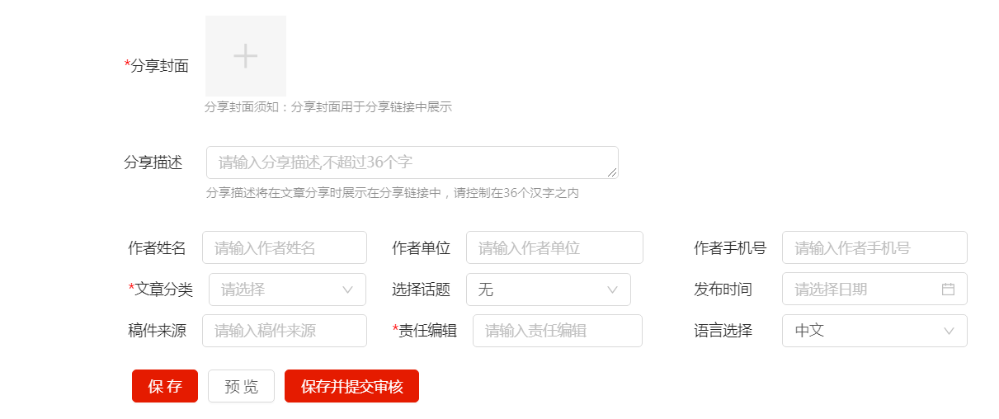 *分享封面
分享封面须知：分享封面用于分享链接中展示
分享描述 请输入分享描述,不超过36个字
分享描述将在文章分享时展示在分享链接中，请控制在36个汉字之内
作者姓名 请输入作者姓名 作者单位 请输入作者单位 作者手机号 请输入作者手机号
*文章分类 请选择 选择话题 无 发布时间 请选择日期
稿件来源 请输入稿件来源 *责任编辑 请输入责任编辑 语言选择 中文
保 存 预 览 保存并提交审核